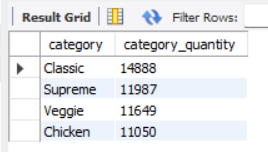 Result Grid Filter Rows:
category category_quantity
Classic 14888
Supreme 11987
Veggie 11649
Chicken 11050